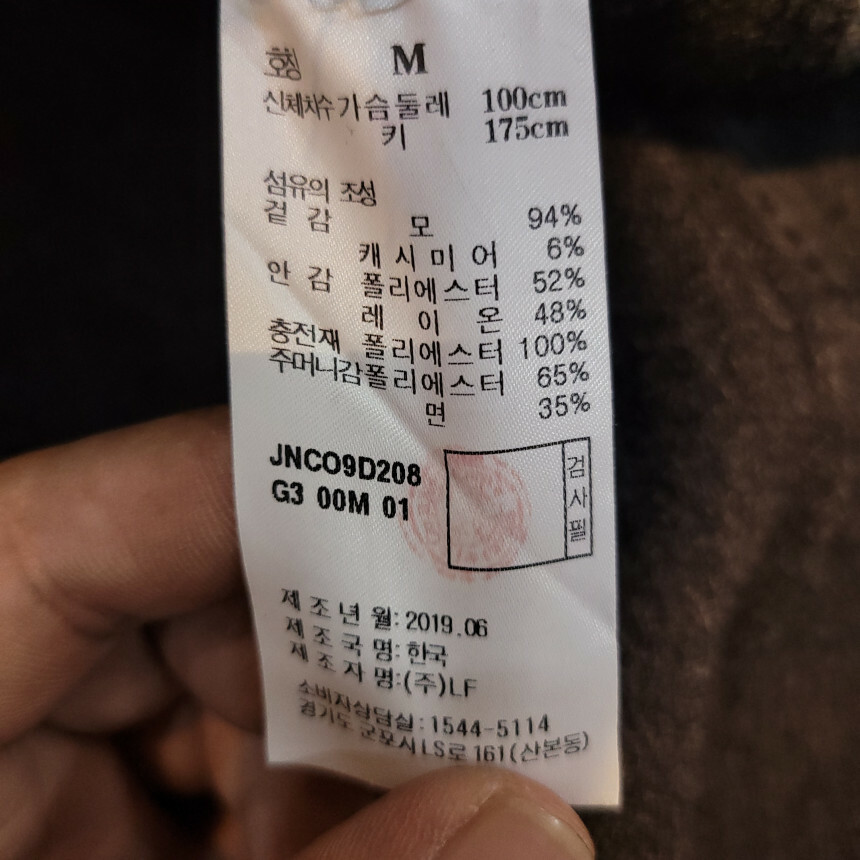 호칭 M
신체치수 가슴둘레 100cm
키 175cm
섬유의 조성
겉감 모 94%
캐시미어 6%
안감 폴리에스터 52%
레이온 48%
충전재 폴리에스터 100%
주머니감 폴리에스터 65%
면 35%
JNCO9D208
G3 00M 01
검사필
제조년월: 2019.06
제조국명: 한국
제조자명: (주)LF
소비자상담실: 1544-5114
경기도 군포시 LS로 161(산본동)